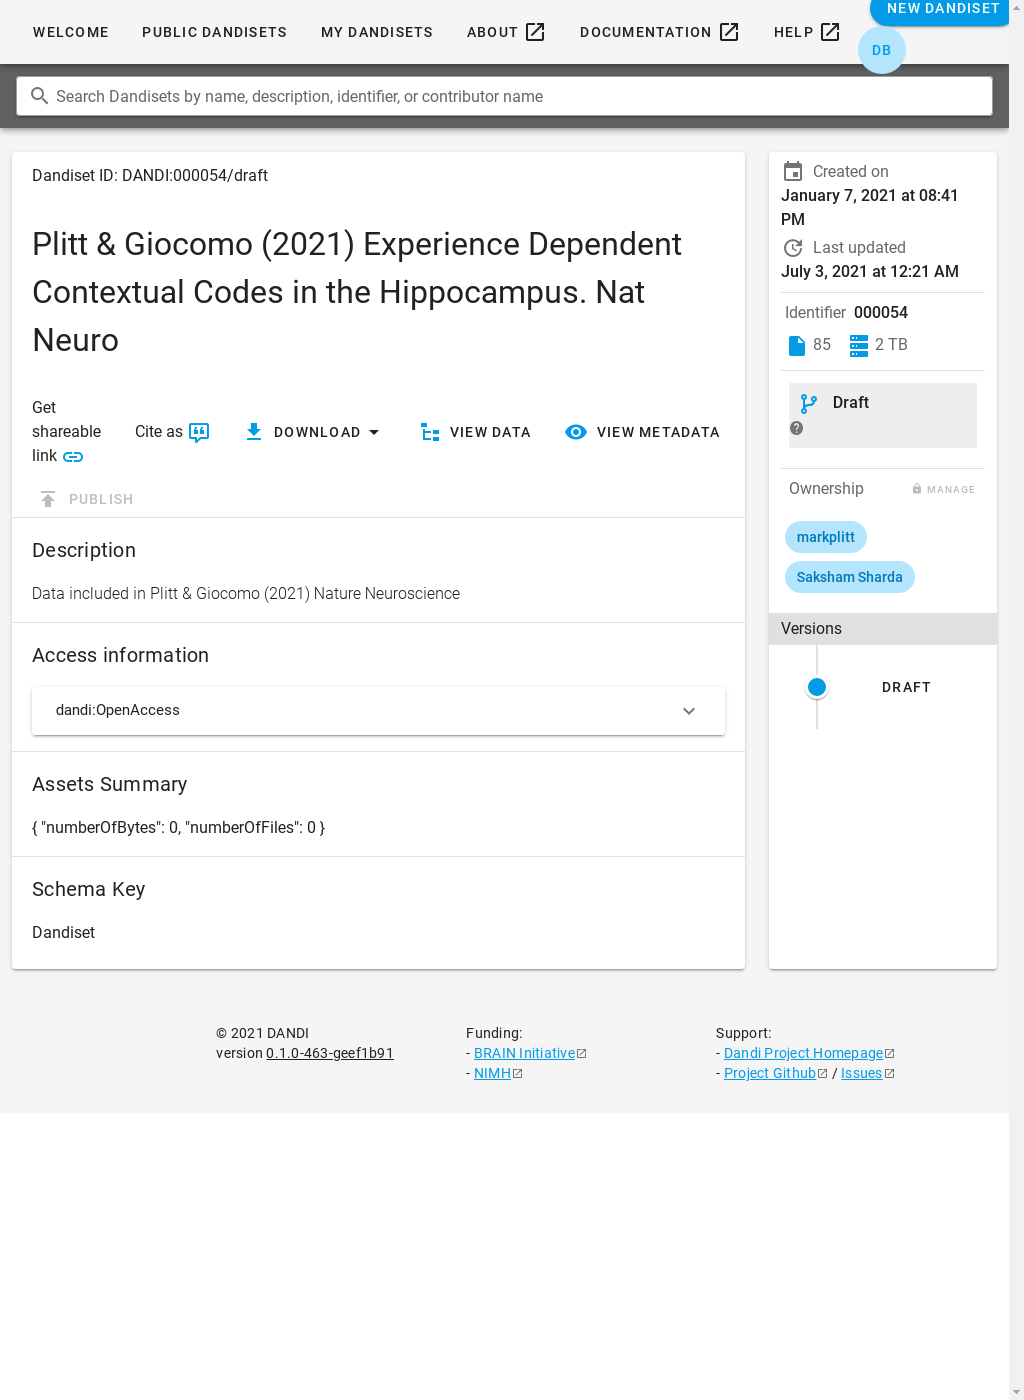 WELCOME
PUBLIC DANDISETS
MY DANDISETS
ABOUT
DOCUMENTATION
HELP
NEW DANDISET
DB
Search Dandisets by name, description, identifier, or contributor name
Dandiset ID: DANDI:000054/draft
Plitt & Giocomo (2021) Experience Dependent
Contextual Codes in the Hippocampus. Nat
Neuro
Get
shareable
link
Cite as
DOWNLOAD
VIEW DATA
VIEW METADATA
PUBLISH
Description
Data included in Plitt & Giocomo (2021) Nature Neuroscience
Access information
dandi:OpenAccess
Assets Summary
{ "numberOfBytes": 0, "numberOfFiles": 0 }
Schema Key
Dandiset
Created on
January 7, 2021 at 08:41
PM
Last updated
July 3, 2021 at 12:21 AM
Identifier 000054
85 2 TB
Draft
Ownership
MANAGE
markplitt
Saksham Sharda
Versions
DRAFT
© 2021 DANDI
version 0.1.0-463-geef1b91
Funding:
- BRAIN Initiative
- NIMH
Support:
- Dandi Project Homepage
- Project Github / Issues